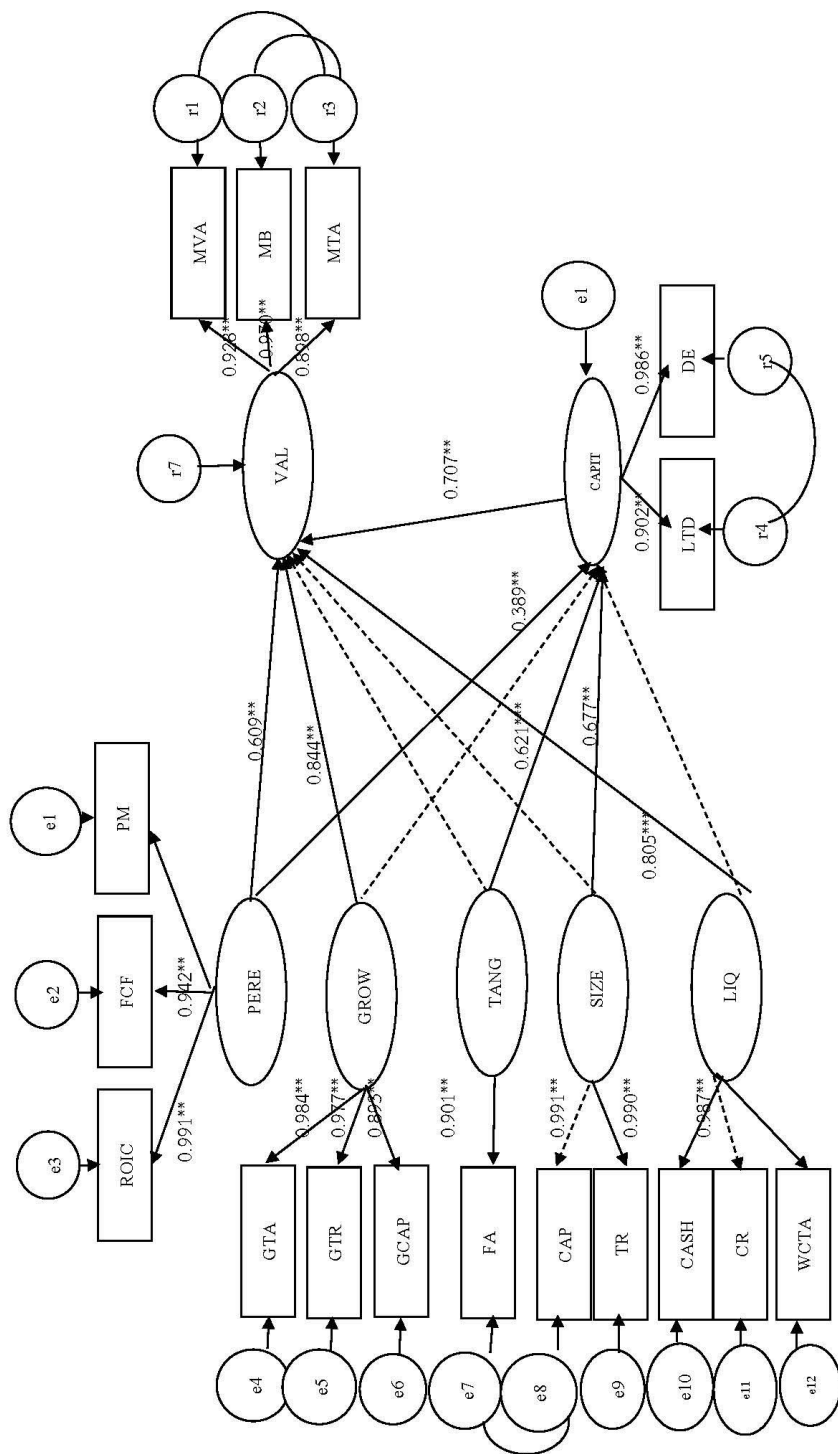 r1
r2
r3
MVA
MB
MTA
0.928**
0.970**
0.898**
r7
VAL
e1
CAPIT
0.707**
0.986**
0.902**
DE
LTD
r5
r4
0.609**
0.844**
0.389**
0.621***
0.677**
0.805***
e1
e2
e3
PM
FCF
ROIC
0.942**
0.991**
PERE
GROW
TANG
SIZE
LIQ
0.984**
0.977**
0.893**
0.901**
0.991**
0.990**
0.987**
GTA
GTR
GCAP
FA
CAP
TR
CASH
CR
WCTA
e4
e5
e6
e7
e8
e9
e10
e11
e12